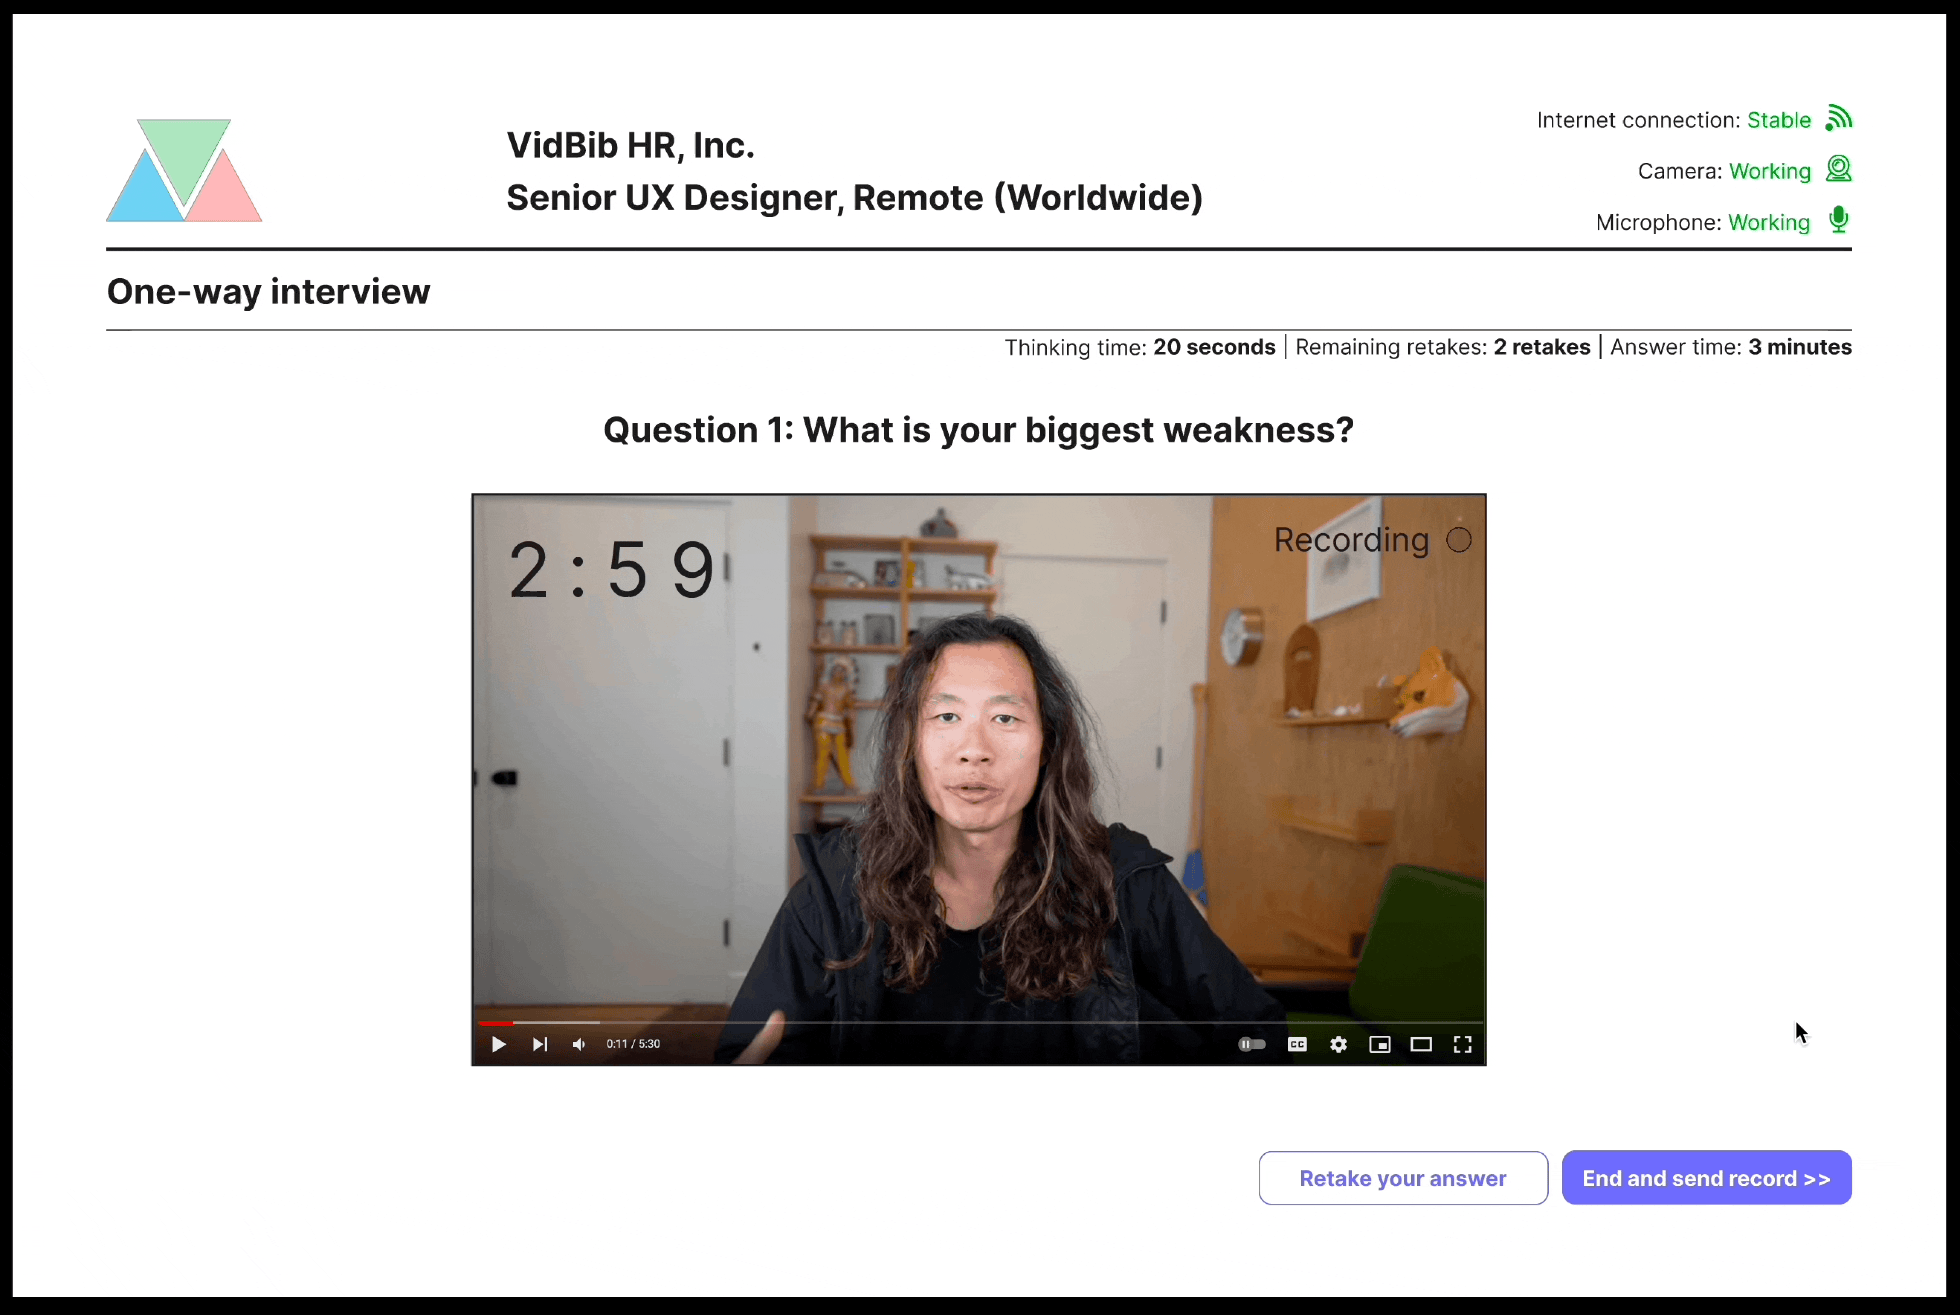 VidBib HR, Inc.
Senior UX Designer, Remote (Worldwide)
Internet connection: Stable
Camera: Working
Microphone: Working
One-way interview
Thinking time: 20 seconds | Remaining retakes: 2 retakes | Answer time: 3 minutes
Question 1: What is your biggest weakness?
2:59
Recording
0:11 / 5:30
CC
Retake your answer
End and send record >>